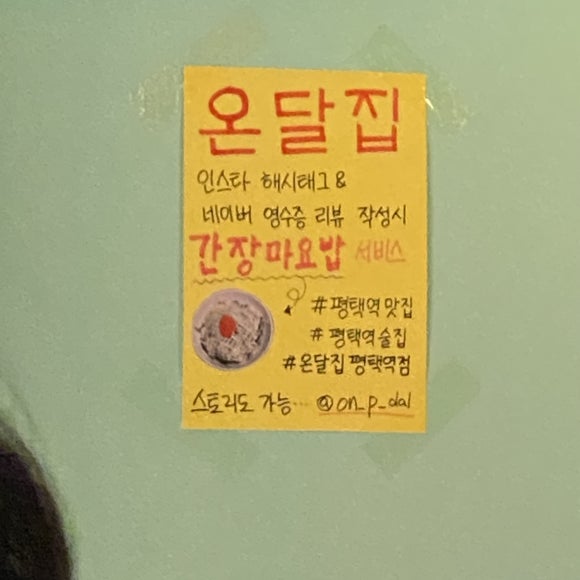 온달집
인스타 해시태그 &
네이버 영수증 리뷰 작성시
간장마요밥 서비스
#평택역맛집
#평택역술집
#온달집 평택역점
스토리도 가능… @on_p_dal